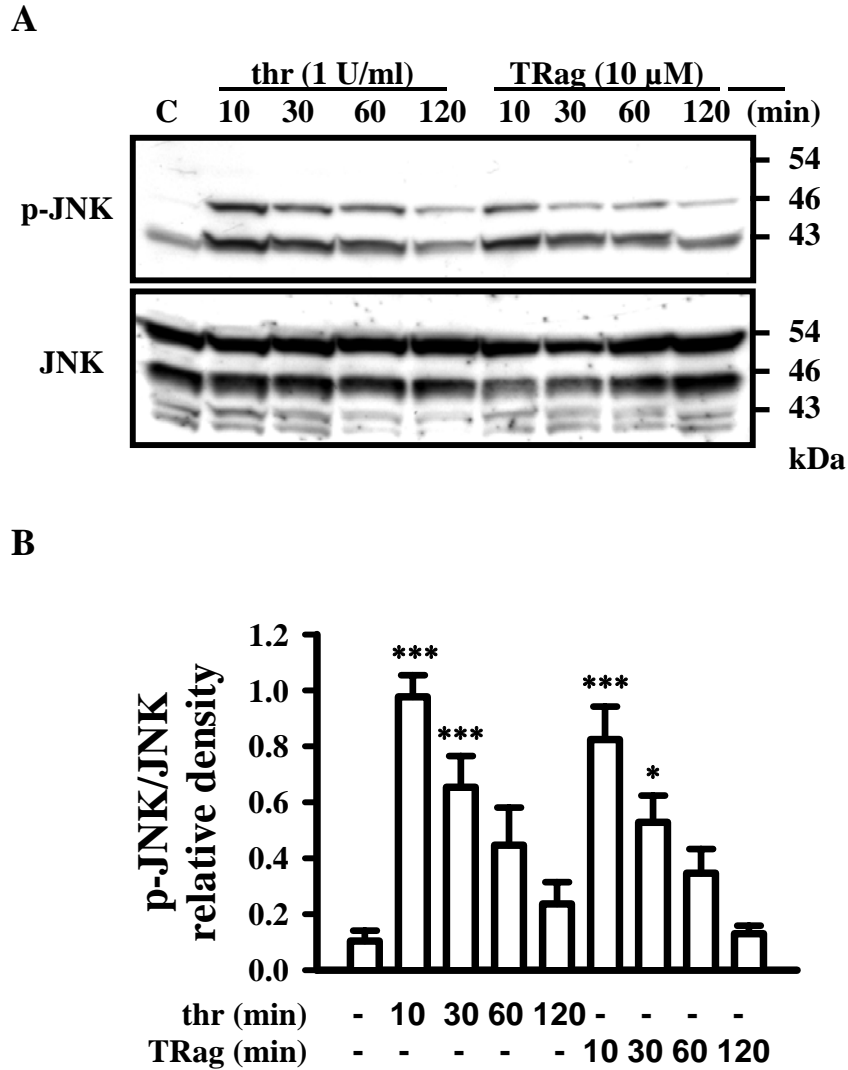 A
thr (1 U/ml) TRag (10 µM)
C 10 30 60 120 10 30 60 120 (min)
p-JNK
54
46
43
JNK
54
46
43
kDa
B
p-JNK/JNK
relative density
1.2
1.0
0.8
0.6
0.4
0.2
0.0
*** *** *** *
thr (min) - 10 30 60 120 - - - -
TRag (min) - - - - - 10 30 60 120